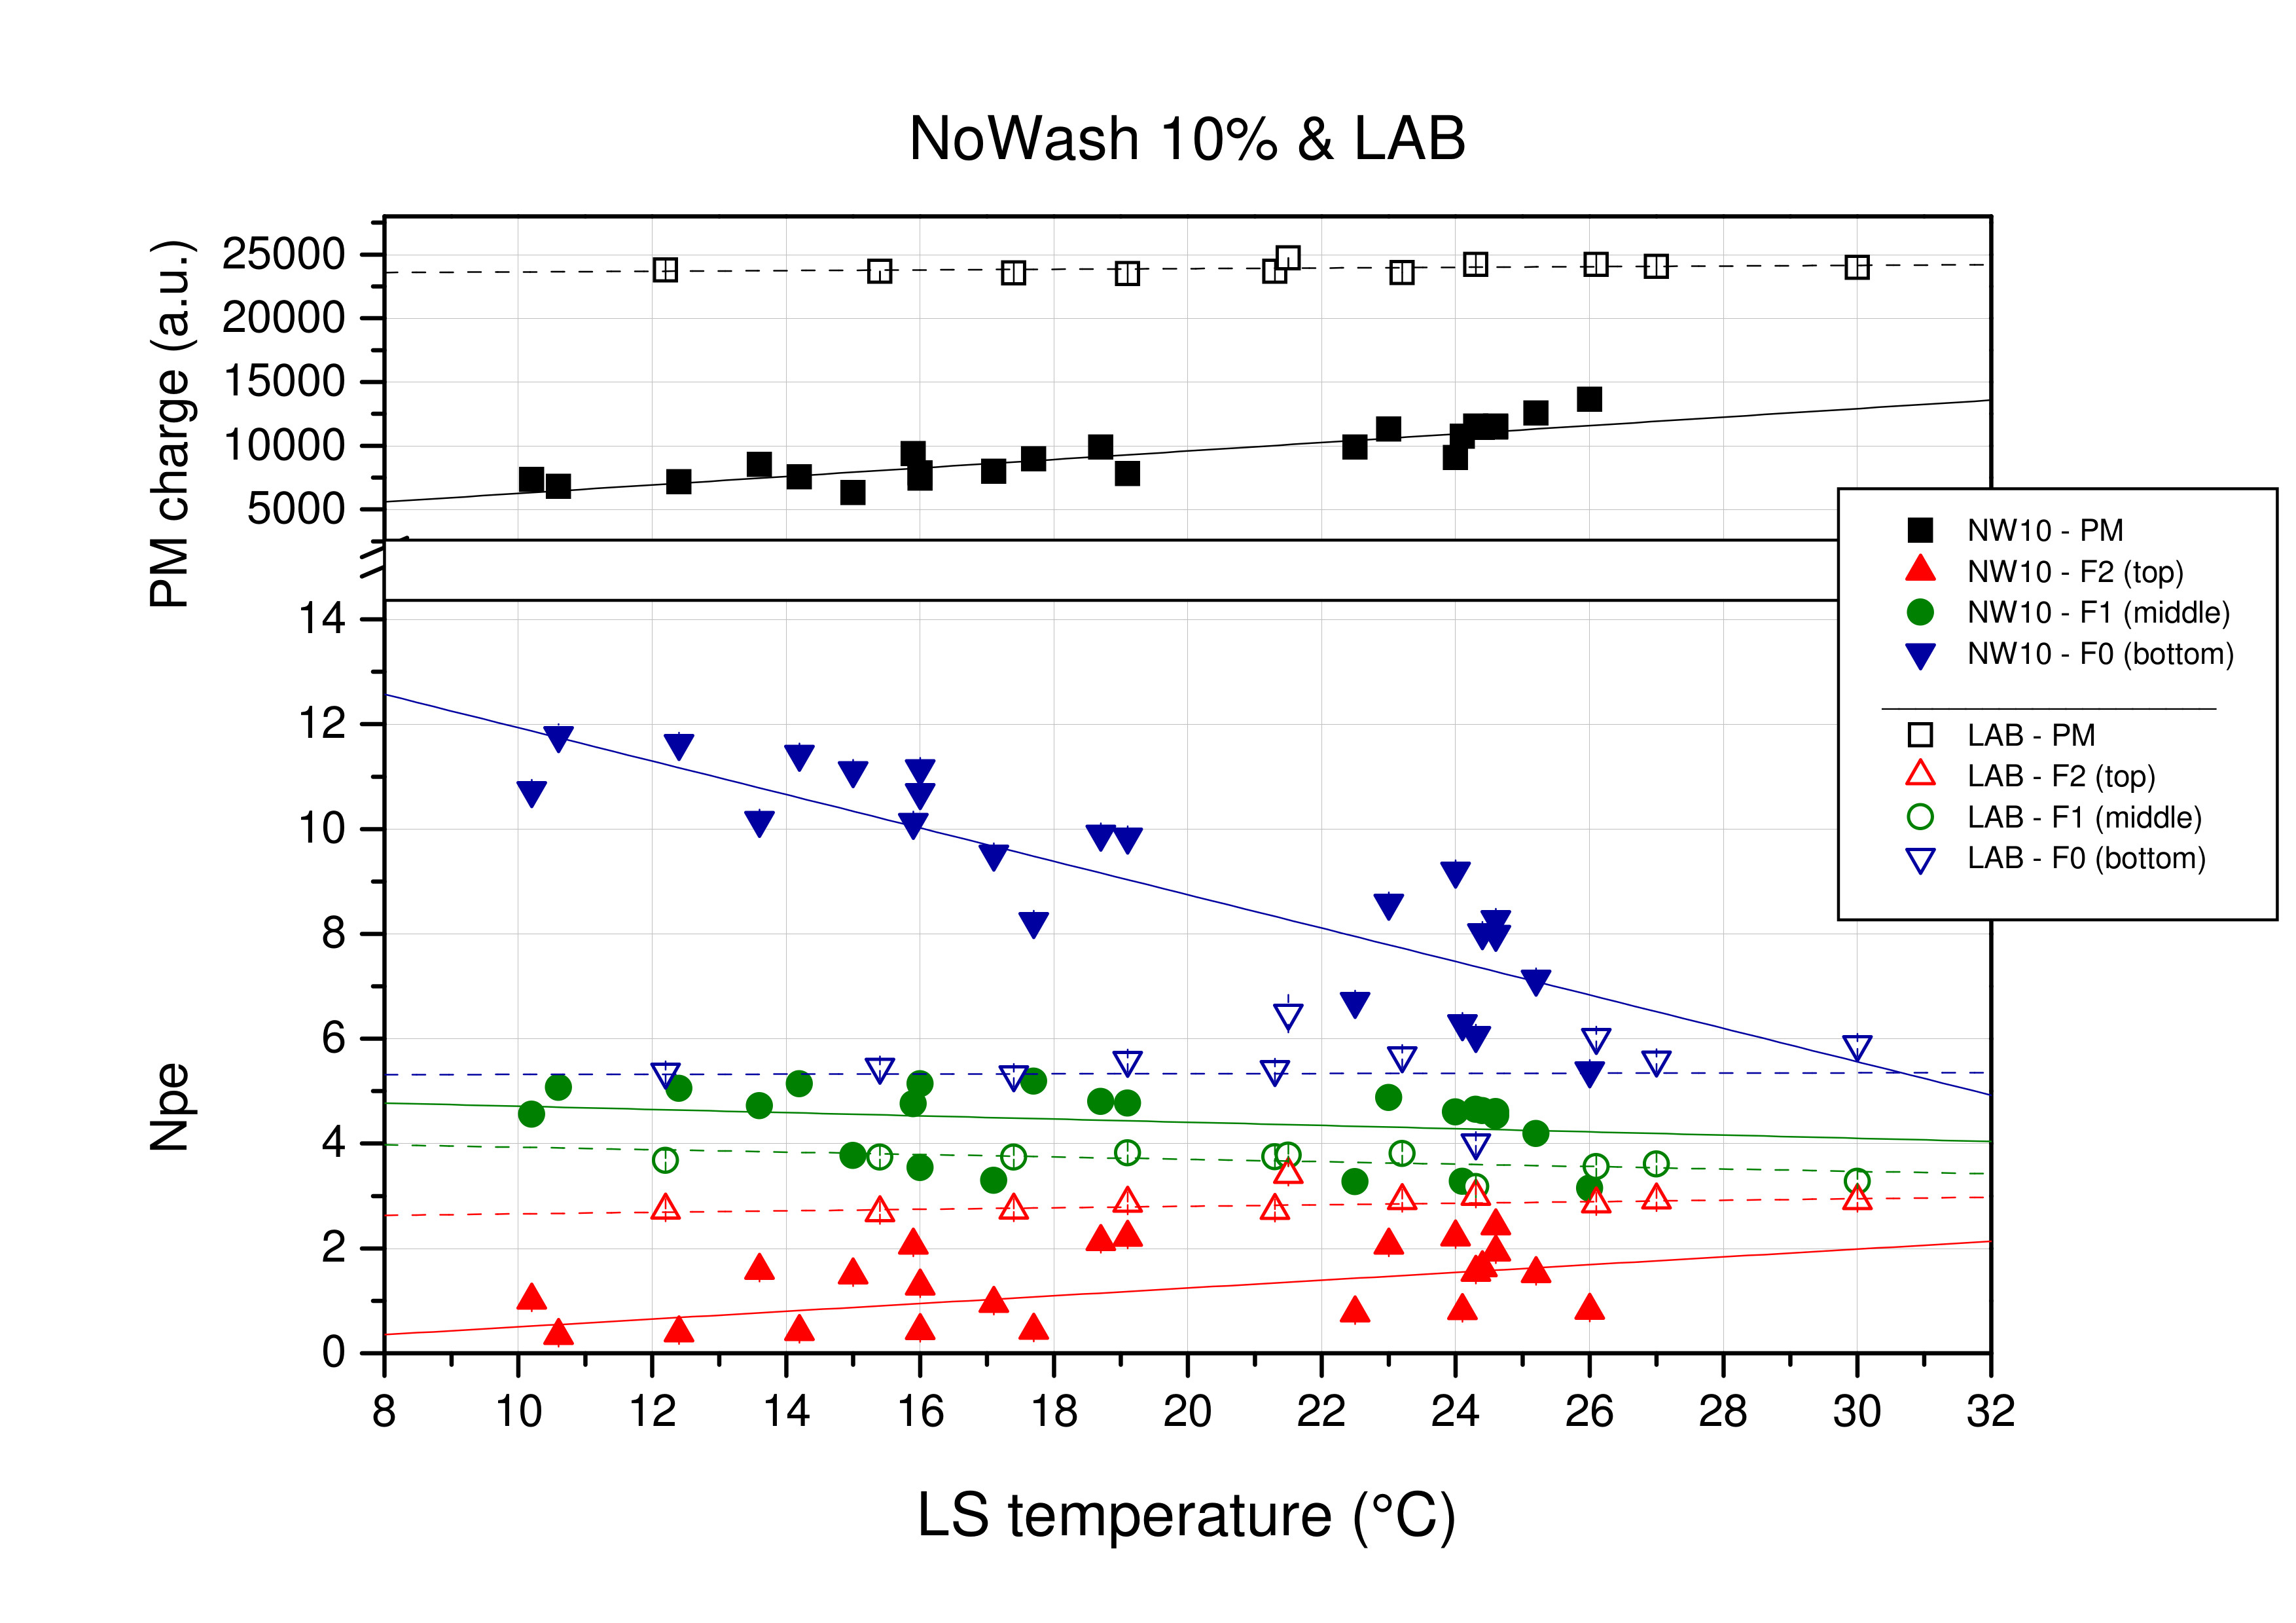 NoWash 10% & LAB
PM charge (a.u.)
25000
20000
15000
10000
5000
Npe
14
12
10
8
6
4
2
0
8 10 12 14 16 18 20 22 24 26 28 30 32
LS temperature (°C)
NW10 - PM
NW10 - F2 (top)
NW10 - F1 (middle)
NW10 - F0 (bottom)
LAB - PM
LAB - F2 (top)
LAB - F1 (middle)
LAB - F0 (bottom)